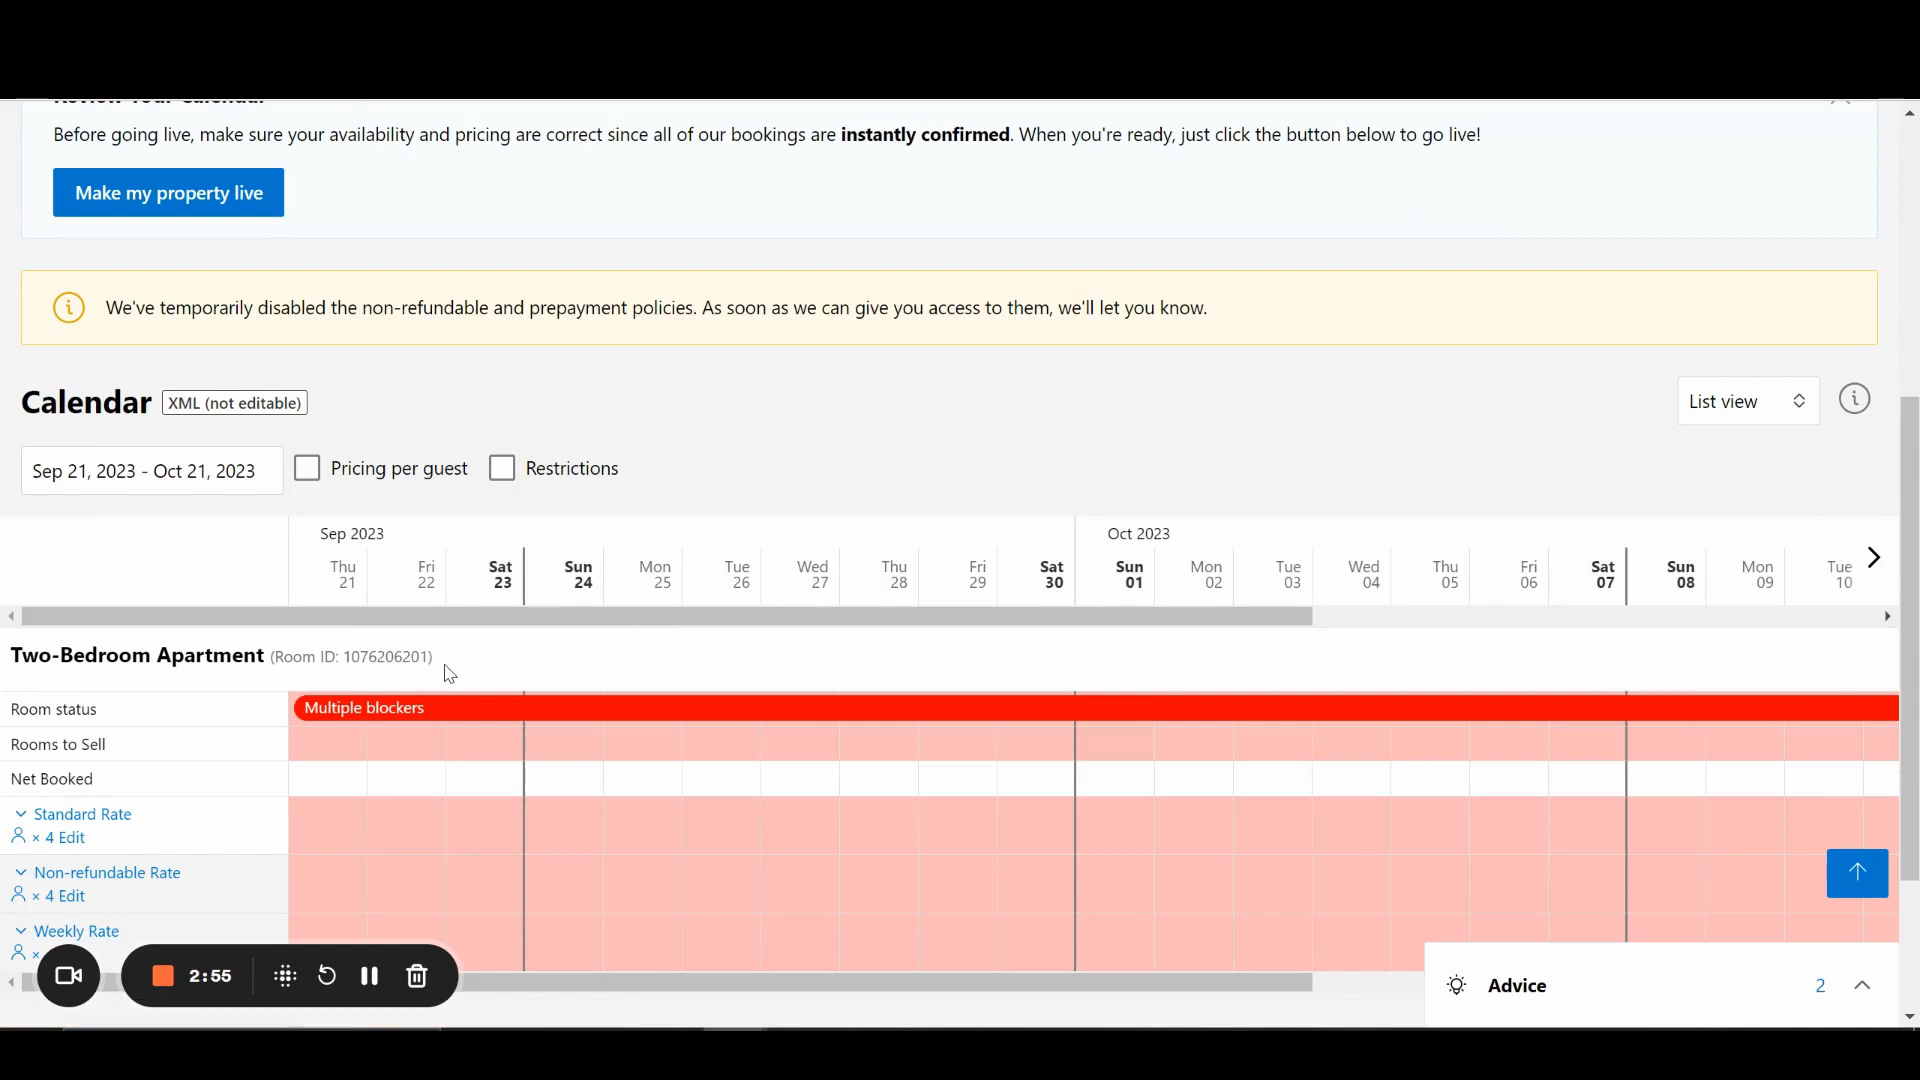 Review Your Calendar
Before going live, make sure your availability and pricing are correct since all of our bookings are instantly confirmed. When you're ready, just click the button below to go live!
Make my property live
We've temporarily disabled the non-refundable and prepayment policies. As soon as we can give you access to them, we'll let you know.
Calendar XML (not editable)
List view
Sep 21, 2023 - Oct 21, 2023 Pricing per guest Restrictions
Sep 2023 Oct 2023
Thu Fri Sat Sun Mon Tue Wed Thu Fri Sat Sun Mon Tue Wed Thu Fri Sat Sun Mon Tue
21 22 23 24 25 26 27 28 29 30 01 02 03 04 05 06 07 08 09 10
Two-Bedroom Apartment (Room ID: 1076206201)
Room status Multiple blockers
Rooms to Sell
Net Booked
Standard Rate
× 4 Edit
Non-refundable Rate
× 4 Edit
Weekly Rate
×
2:55
Advice 2